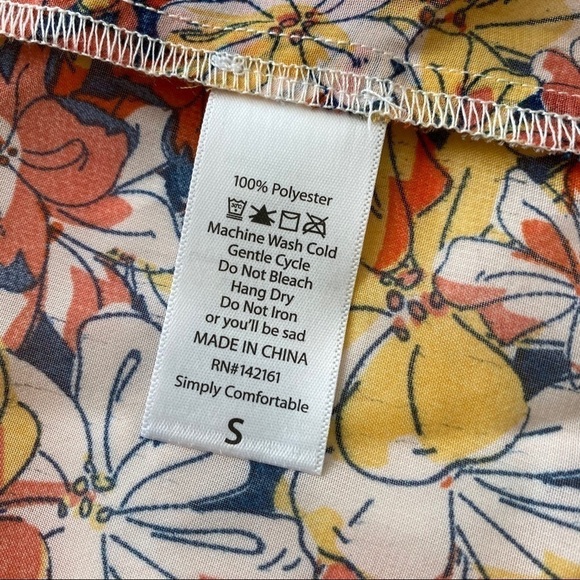 100% Polyester
Machine Wash Cold
Gentle Cycle
Do Not Bleach
Hang Dry
Do Not Iron
or you'll be sad
MADE IN CHINA
RN#142161
Simply Comfortable
S